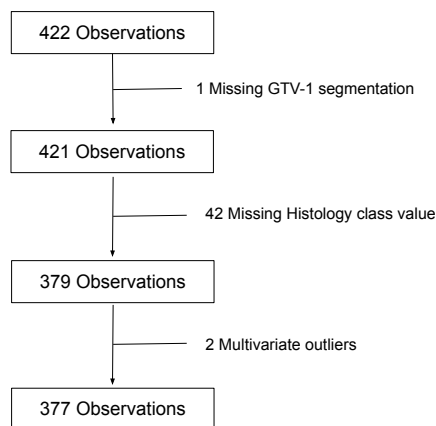 422 Observations
1 Missing GTV-1 segmentation
421 Observations
42 Missing Histology class value
379 Observations
2 Multivariate outliers
377 Observations